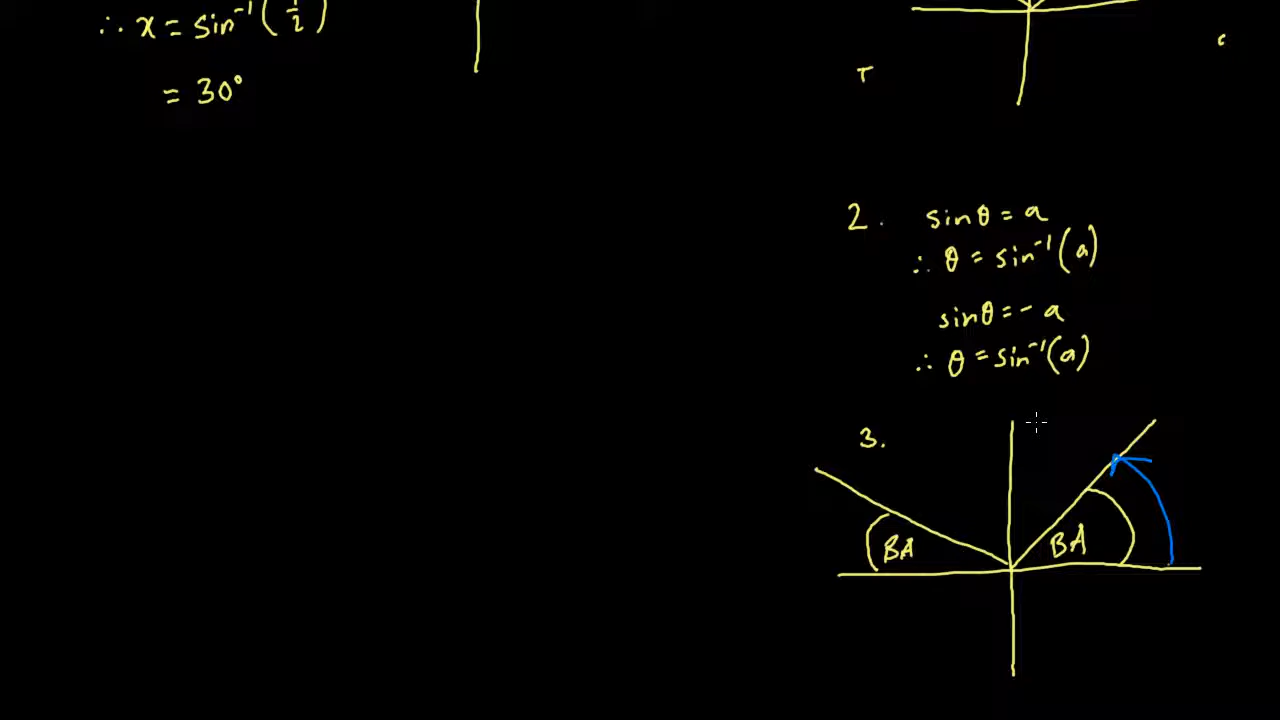 ∴ x = sin⁻¹(1/2)
= 30°
T
C
2.  sinθ = a
∴ θ = sin⁻¹(a)
sinθ = - a
∴ θ = sin⁻¹(a)
3.
BA
BA